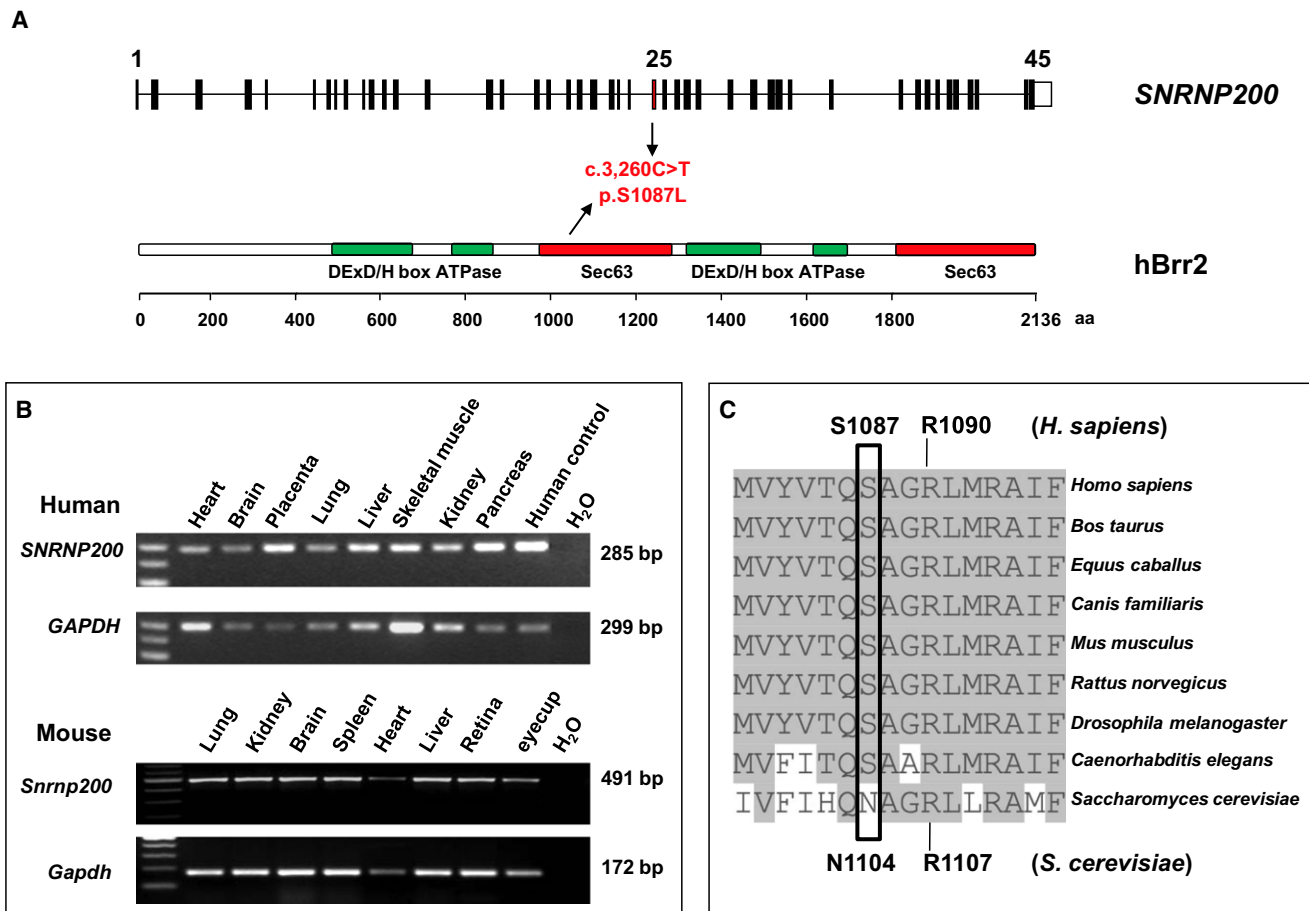 A
1 25 45
SNRNP200
c.3,260C>T
p.S1087L
DExD/H box ATPase Sec63 DExD/H box ATPase Sec63
hBrr2
0 200 400 600 800 1000 1200 1400 1600 1800 2136 aa
B
Human
Heart Brain Placenta Lung Liver Skeletal muscle Kidney Pancreas Human control H2O
SNRNP200 285 bp
GAPDH 299 bp
Mouse
Lung Kidney Brain Spleen Heart Liver Retina eyecup H2O
Snrnp200 491 bp
Gapdh 172 bp
C
S1087 R1090 (H. sapiens)
MVYVTQSAGRLMRAIF Homo sapiens
MVYVTQSAGRLMRAIF Bos taurus
MVYVTQSAGRLMRAIF Equus caballus
MVYVTQSAGRLMRAIF Canis familiaris
MVYVTQSAGRLMRAIF Mus musculus
MVYVTQSAGRLMRAIF Rattus norvegicus
MVYVTQSAGRLMRAIF Drosophila melanogaster
MVFITQSAARLMRAIF Caenorhabditis elegans
IVFIHQNAGRLLRAMF Saccharomyces cerevisiae
N1104 R1107 (S. cerevisiae)